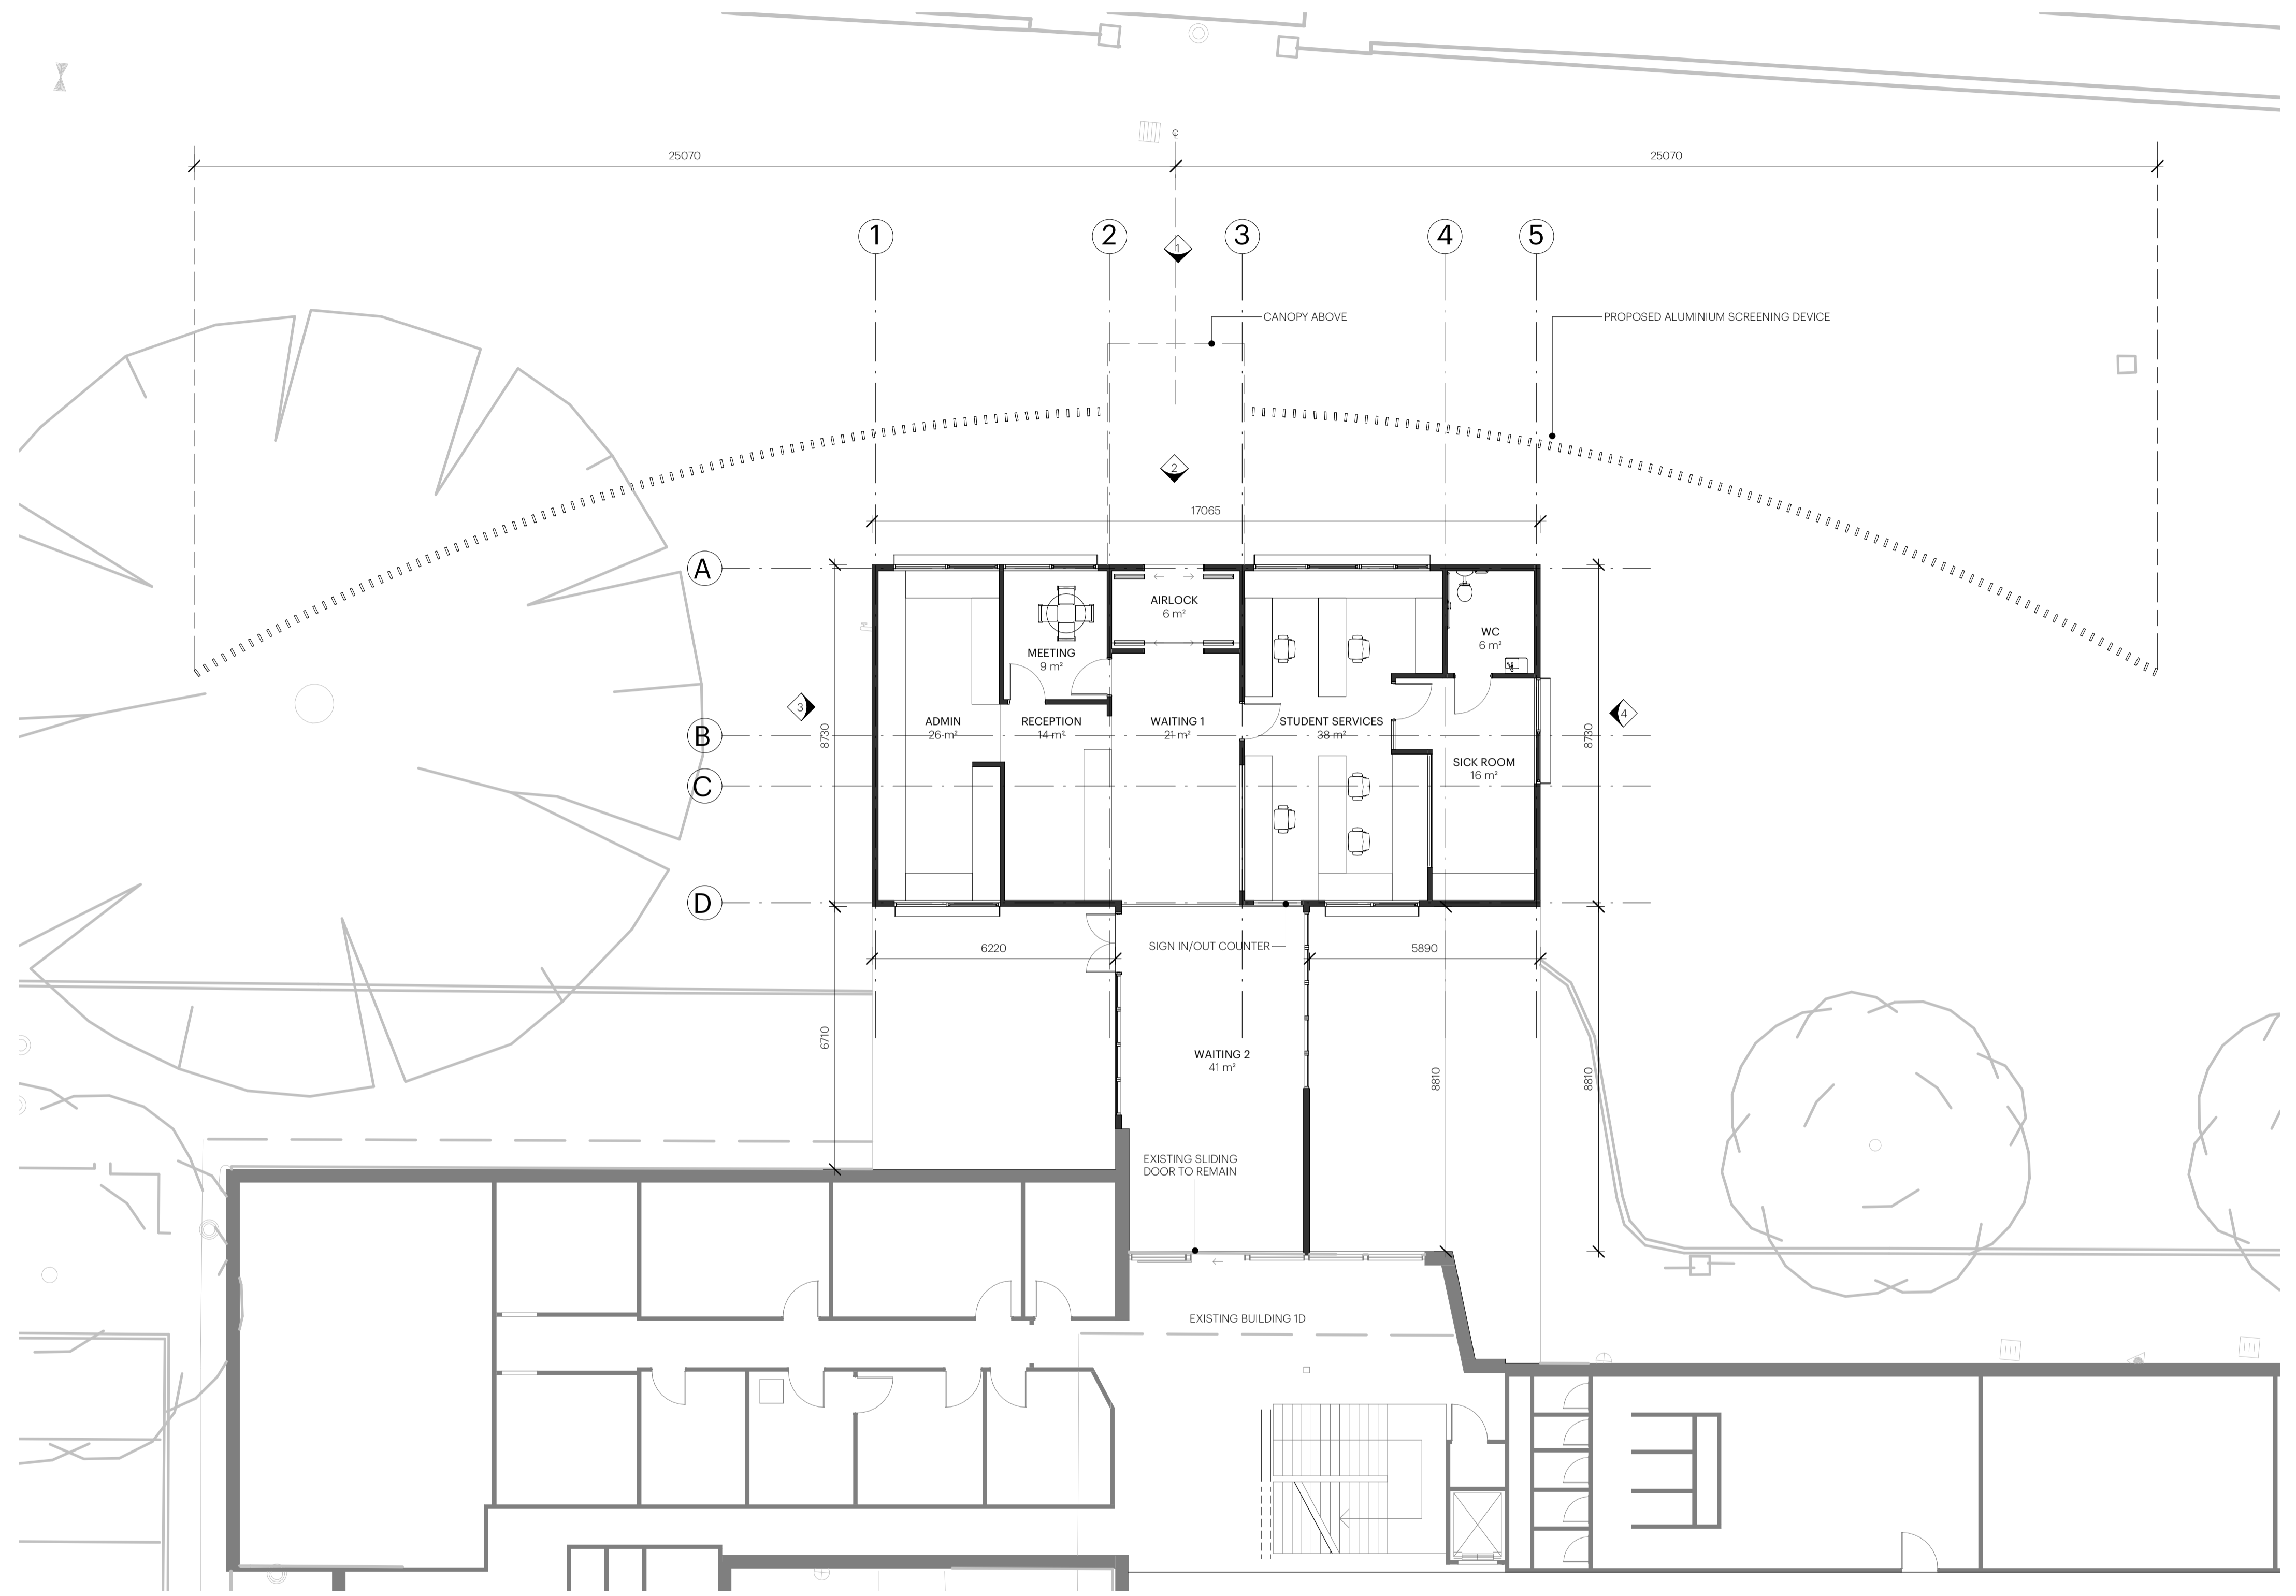 ℄
25070
25070
1
2
3
4
5
1
CANOPY ABOVE
PROPOSED ALUMINIUM SCREENING DEVICE
2
17065
A
AIRLOCK
6 m²
WC
6 m²
MEETING
9 m²
3
4
ADMIN
26 m²
RECEPTION
14 m²
WAITING 1
21 m²
STUDENT SERVICES
38 m²
B
8730
8730
SICK ROOM
16 m²
C
D
SIGN IN/OUT COUNTER
6220
5890
6710
WAITING 2
41 m²
8810
8810
EXISTING SLIDING
DOOR TO REMAIN
EXISTING BUILDING 1D